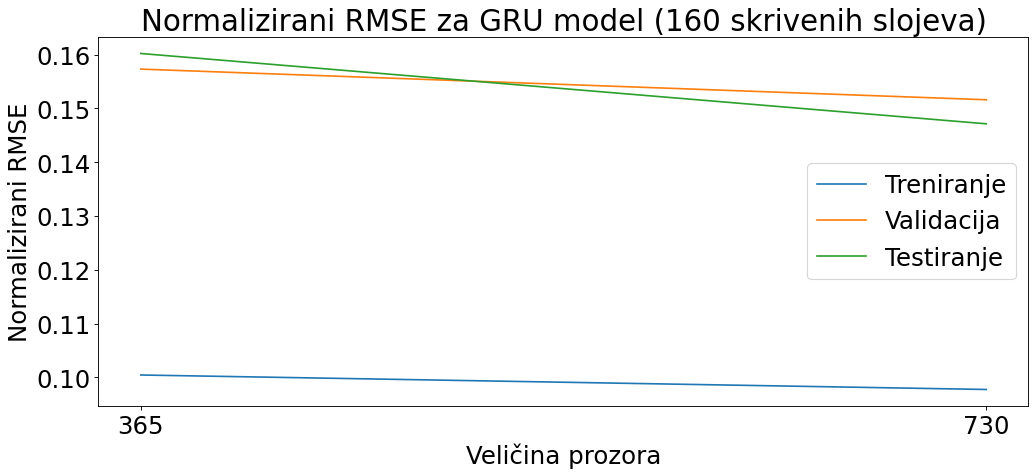 Normalizirani RMSE za GRU model (160 skrivenih slojeva)
Normalizirani RMSE
0.16
0.15
0.14
0.13
0.12
0.11
0.10
Treniranje
Validacija
Testiranje
365
730
Veličina prozora